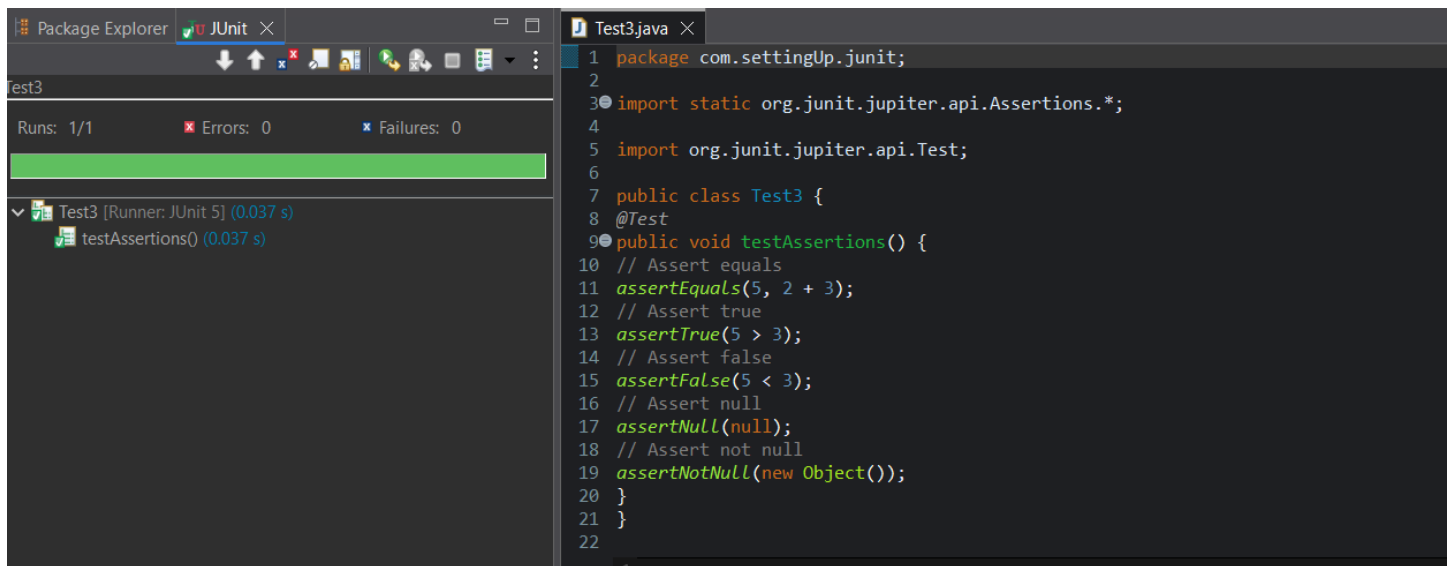 Package Explorer
JUnit
Test3
Runs: 1/1 Errors: 0 Failures: 0
Test3 [Runner: JUnit 5] (0.037 s)
testAssertions() (0.037 s)
Test3.java
1 package com.settingUp.junit;
2
3 import static org.junit.jupiter.api.Assertions.*;
4
5 import org.junit.jupiter.api.Test;
6
7 public class Test3 {
8 @Test
9 public void testAssertions() {
10 // Assert equals
11 assertEquals(5, 2 + 3);
12 // Assert true
13 assertTrue(5 > 3);
14 // Assert false
15 assertFalse(5 < 3);
16 // Assert null
17 assertNull(null);
18 // Assert not null
19 assertNotNull(new Object());
20 }
21 }
22